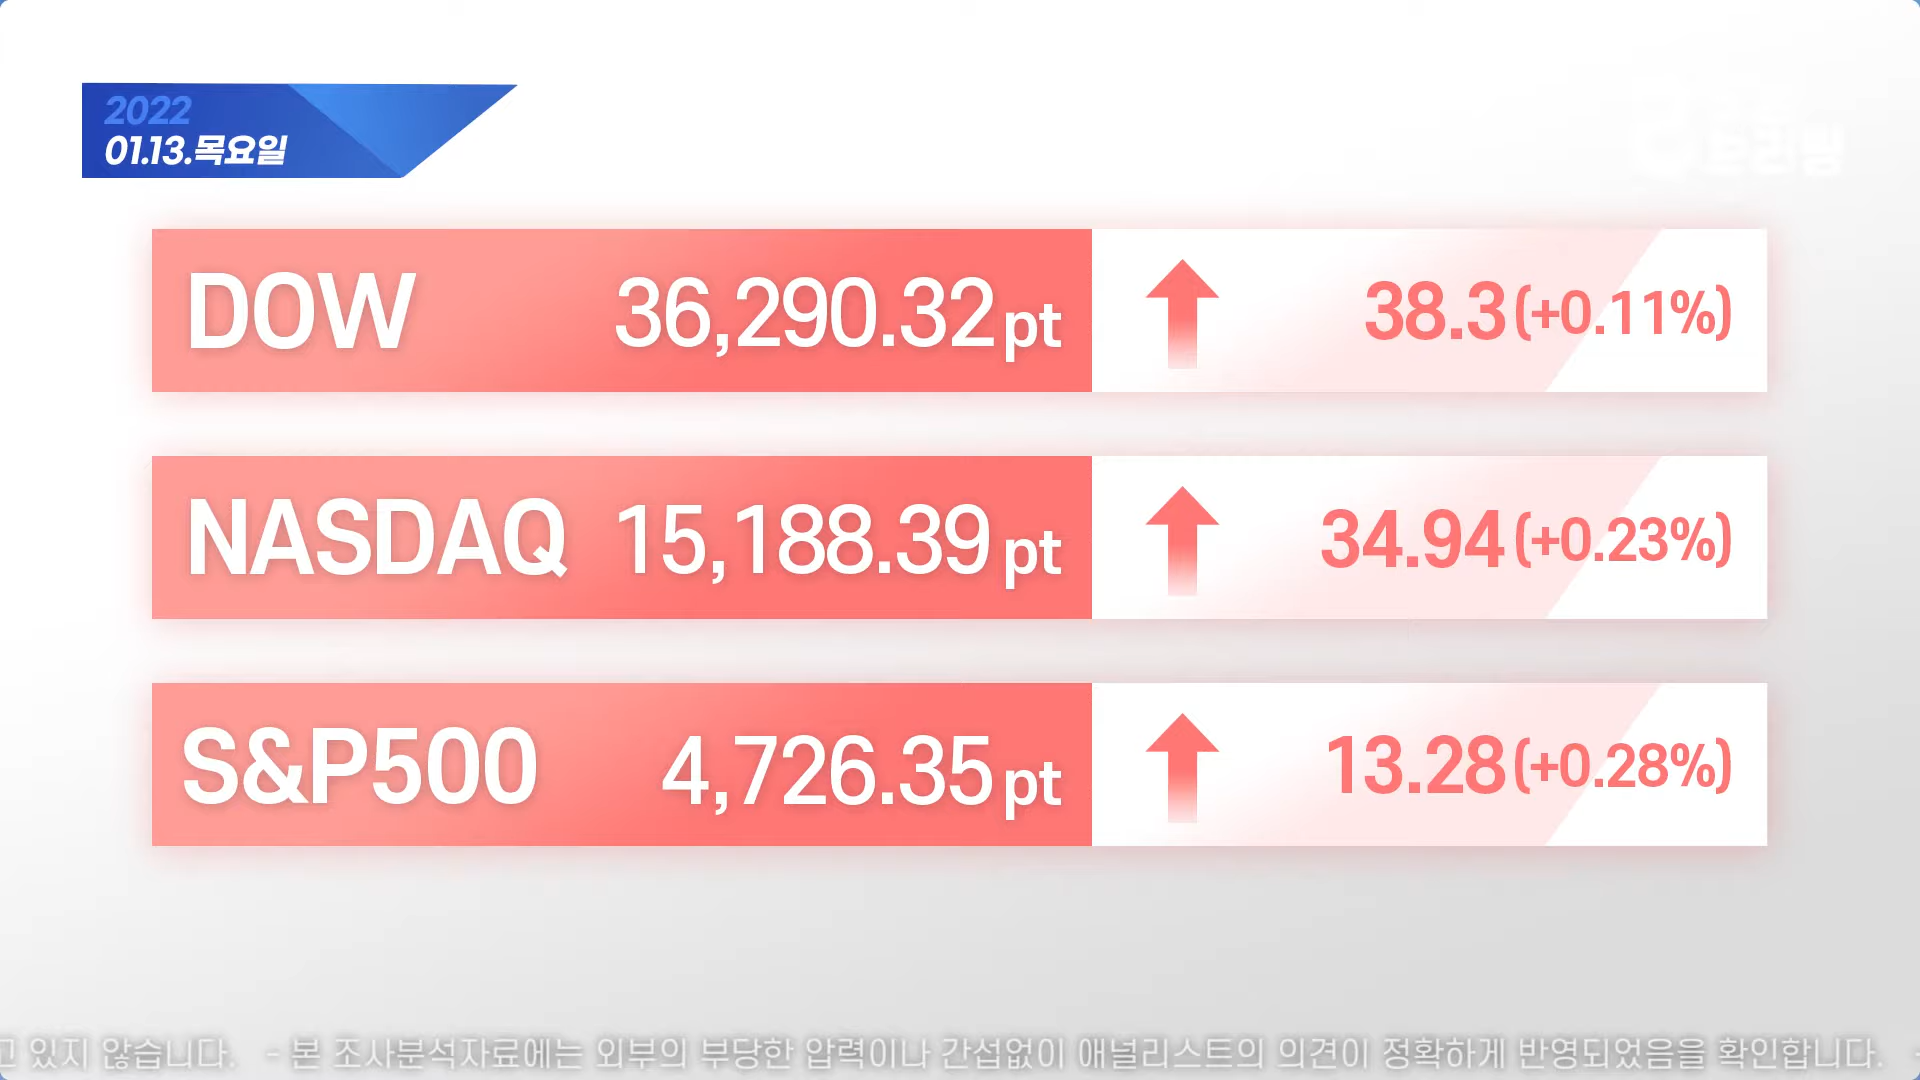 2022
01.13.목요일
브리핑
DOW 36,290.32pt 38.3(+0.11%)
NASDAQ 15,188.39pt 34.94(+0.23%)
S&P500 4,726.35pt 13.28(+0.28%)
고 있지 않습니다. - 본 조사분석자료에는 외부의 부당한 압력이나 간섭없이 애널리스트의 의견이 정확하게 반영되었음을 확인합니다. -